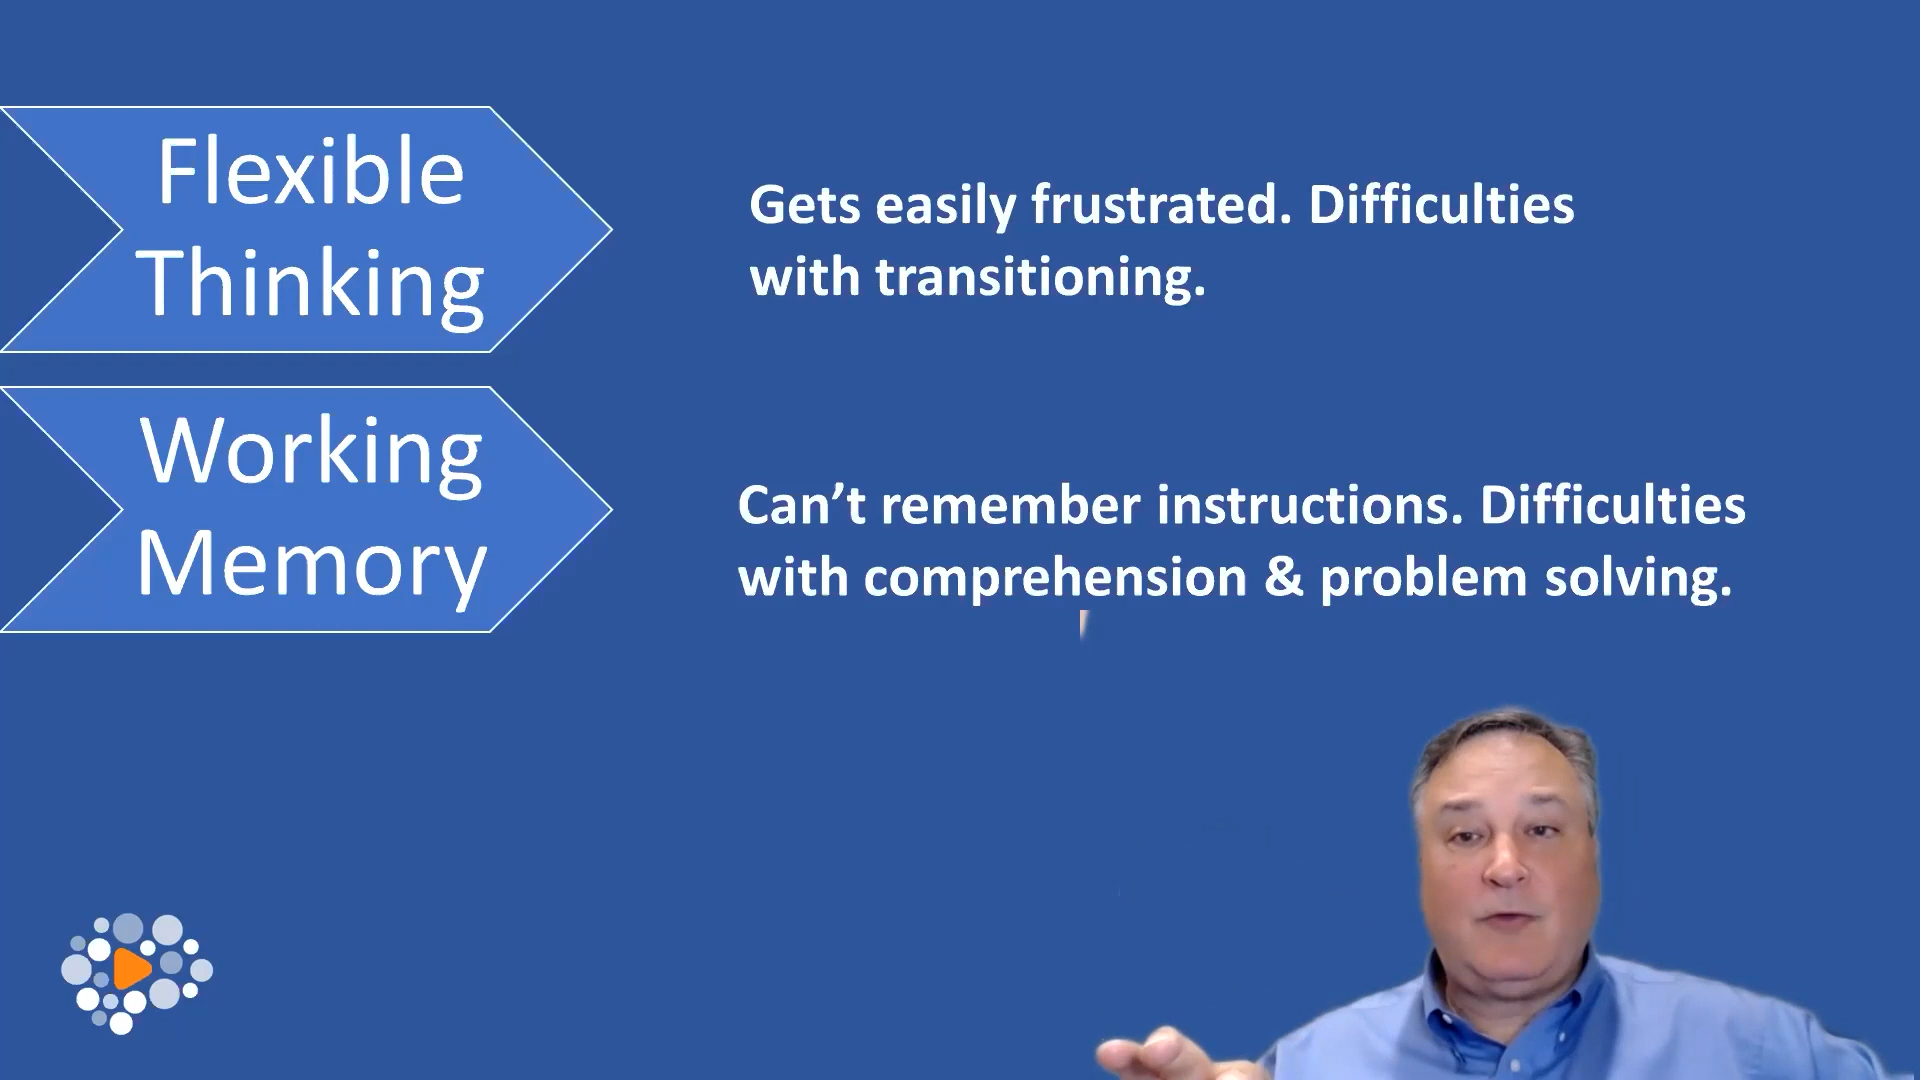 Flexible
Thinking
Gets easily frustrated. Difficulties
with transitioning.
Working
Memory
Can’t remember instructions. Difficulties
with comprehension & problem solving.